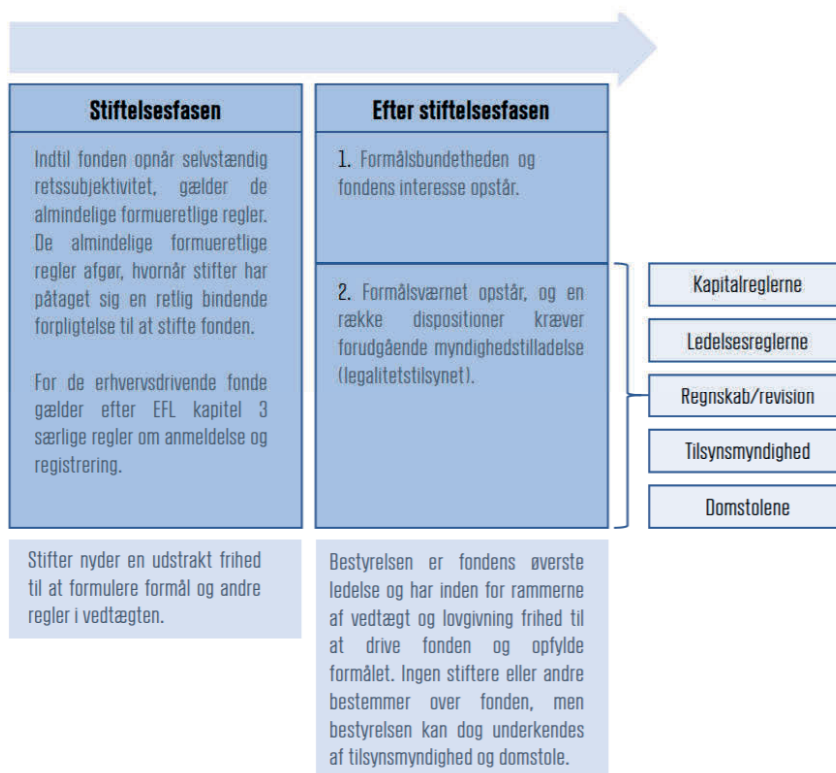 Stiftelsesfasen
Indtil fonden opnår selvstændig
retssubjektivitet, gælder de
almindelige formueretlige regler.
De almindelige formueretlige
regler afgør, hvornår stifter har
påtaget sig en retlig bindende
forpligtelse til at stifte fonden.
For de erhvervsdrivende fonde
gælder efter EFL kapitel 3
særlige regler om anmeldelse og
registrering.
Stifter nyder en udstrakt frihed
til at formulere formål og andre
regler i vedtægten.
Efter stiftelsesfasen
1. Formålsbundetheden og
fondens interesse opstår.
2. Formålsværnet opstår, og en
række dispositioner kræver
forudgående myndighedstilladelse
(legalitetstilsynet).
Bestyrelsen er fondens øverste
ledelse og har inden for rammerne
af vedtægt og lovgivning frihed til
at drive fonden og opfylde
formålet. Ingen stiftere eller andre
bestemmer over fonden, men
bestyrelsen kan dog underkendes
af tilsynsmyndighed og domstole.
Kapitalreglerne
Ledelsesreglerne
Regnskab/revision
Tilsynsmyndighed
Domstolene